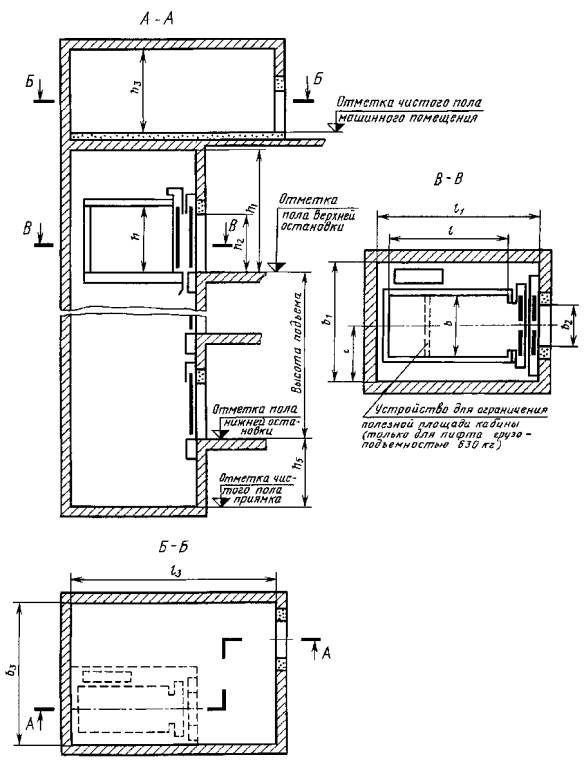 А-А
Б
Б
h₃
Отметка чистого пола
машинного помещения
В-В
В
В
h
h₂
h₁
Отметка
пола верхней
остановки
l₁
l
b₁
c
b
b₂
Высота подъема
Устройство для ограничения
полезной площади кабины
(только для лифта грузо-
подъемностью 630 кг)
Отметка пола
нижней оста-
новки
h₅
Отметка чис-
того пола
приямка
Б-Б
l₃
b₃
А
А